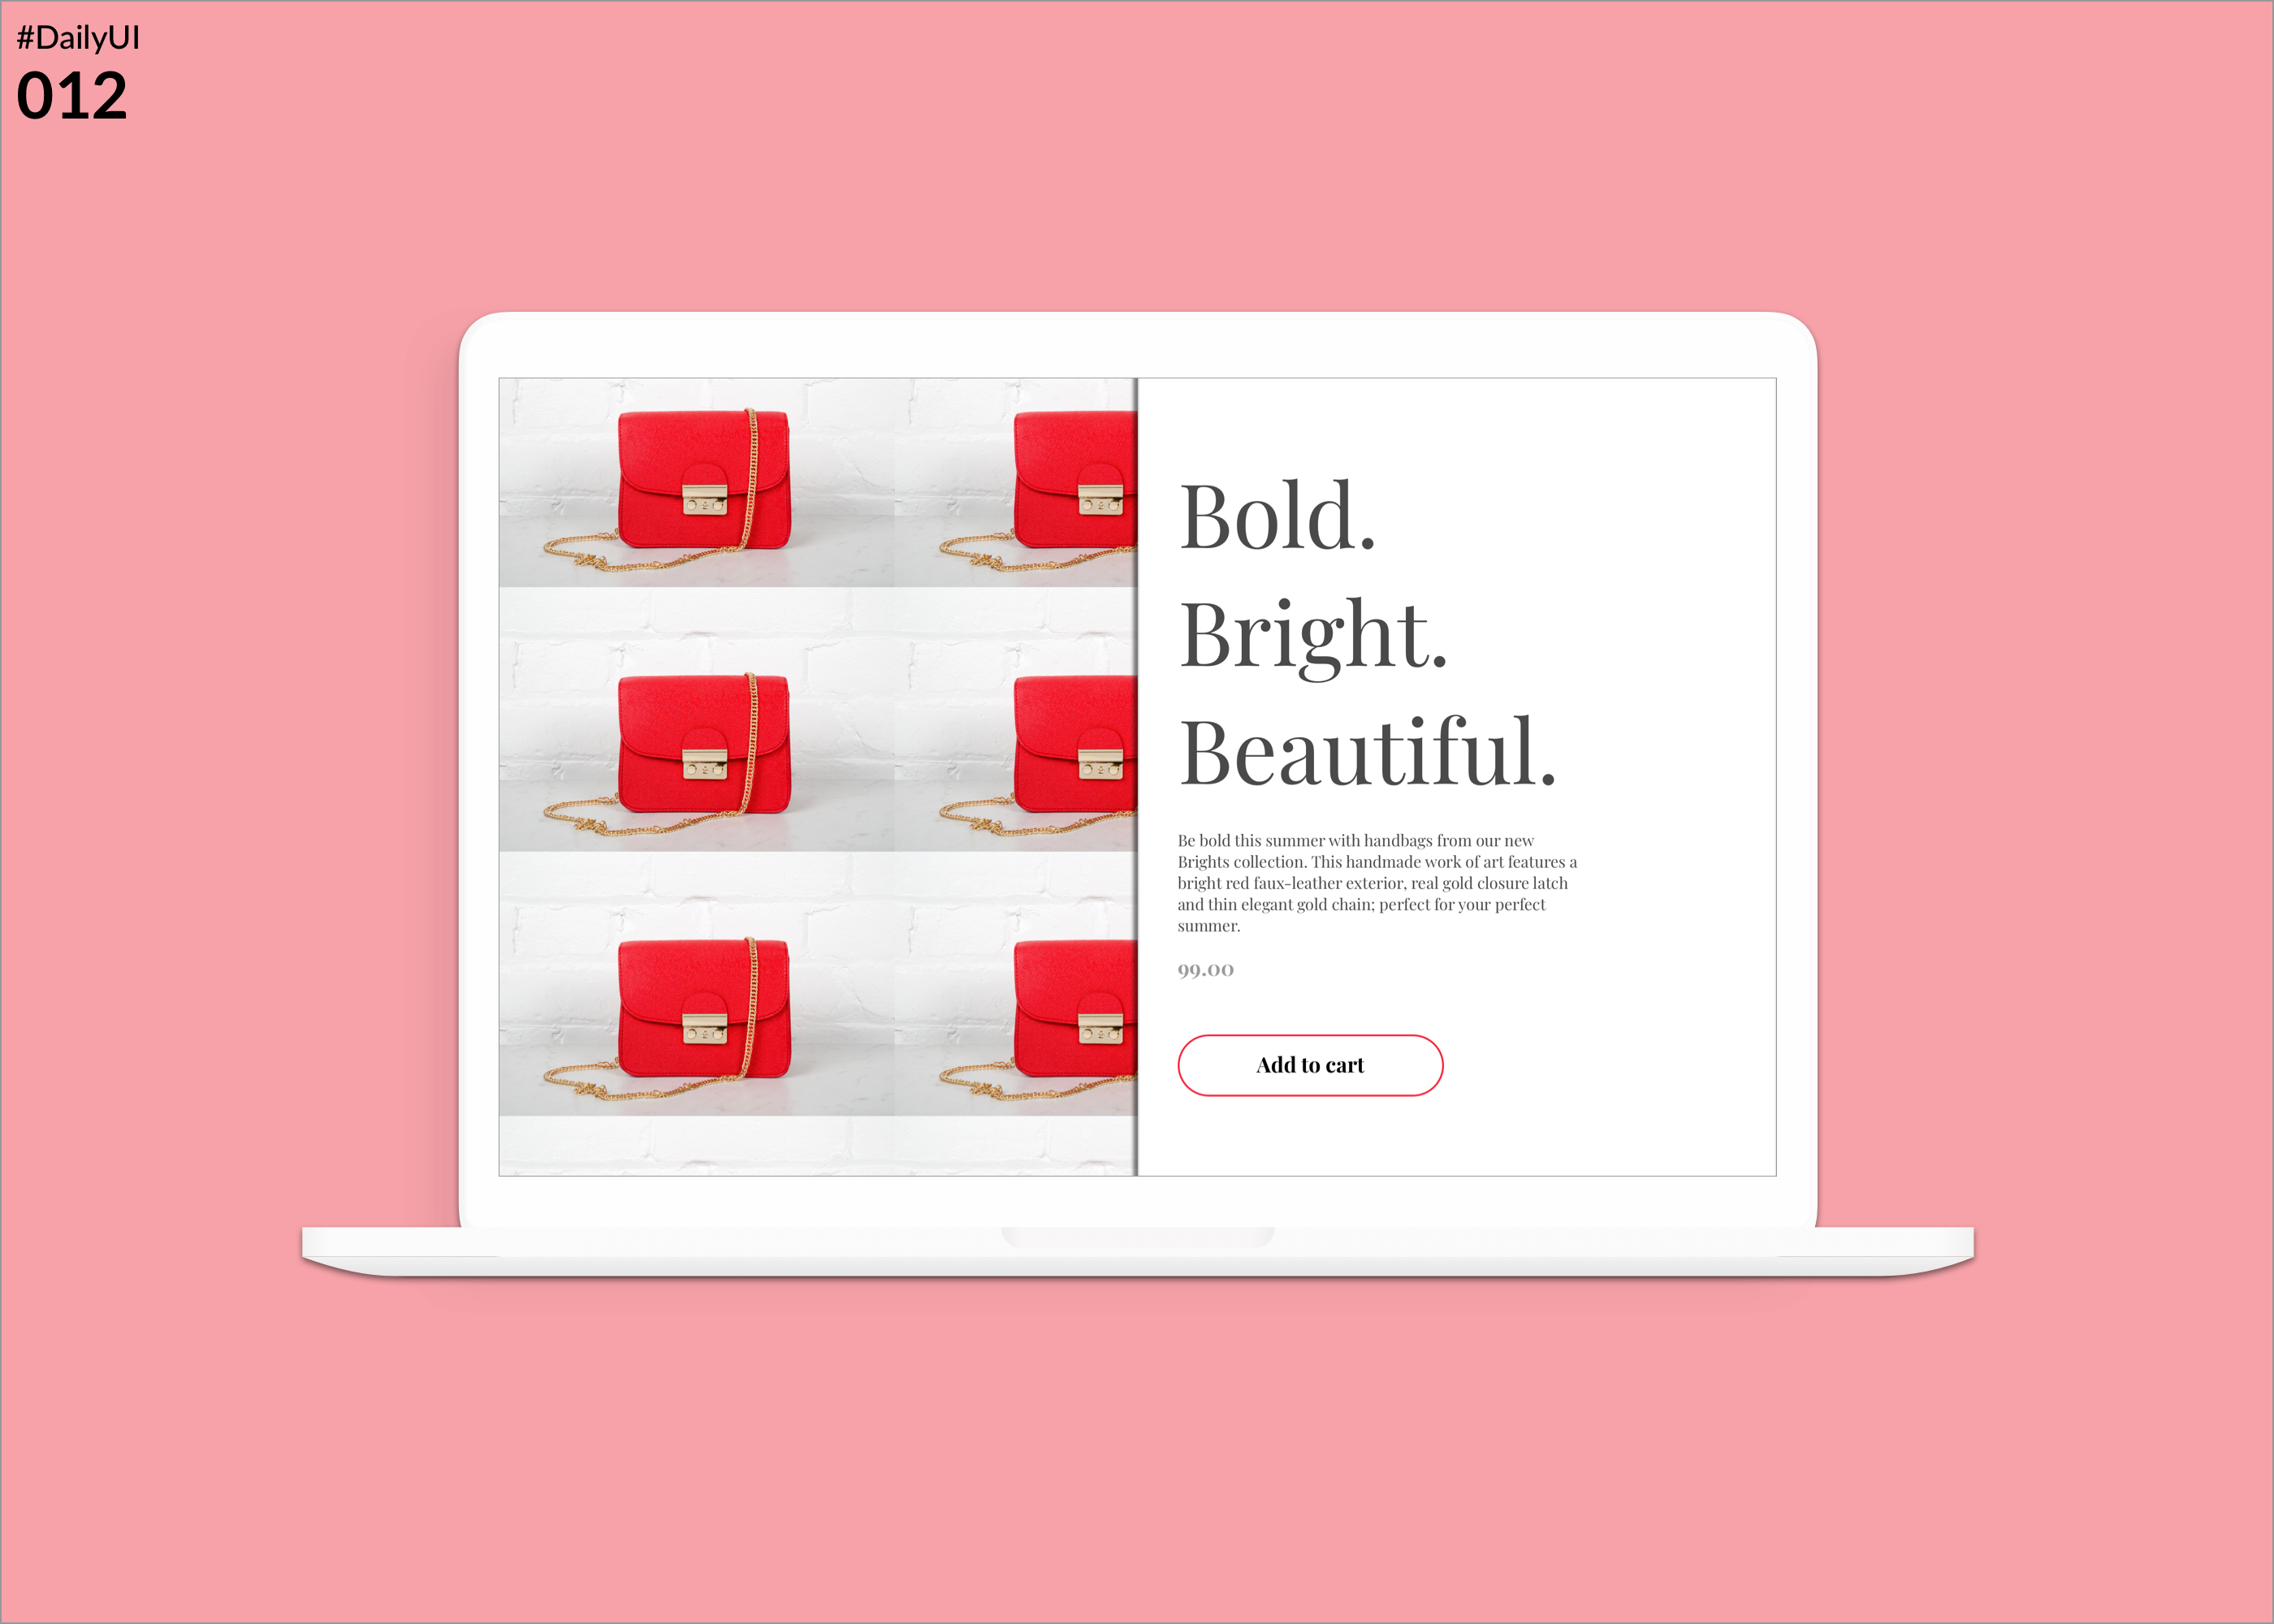 #DailyUI
012
Bold.
Bright.
Beautiful.
Be bold this summer with handbags from our new
Brights collection. This handmade work of art features a
bright red faux-leather exterior, real gold closure latch
and thin elegant gold chain; perfect for your perfect
summer.
99.00
Add to cart